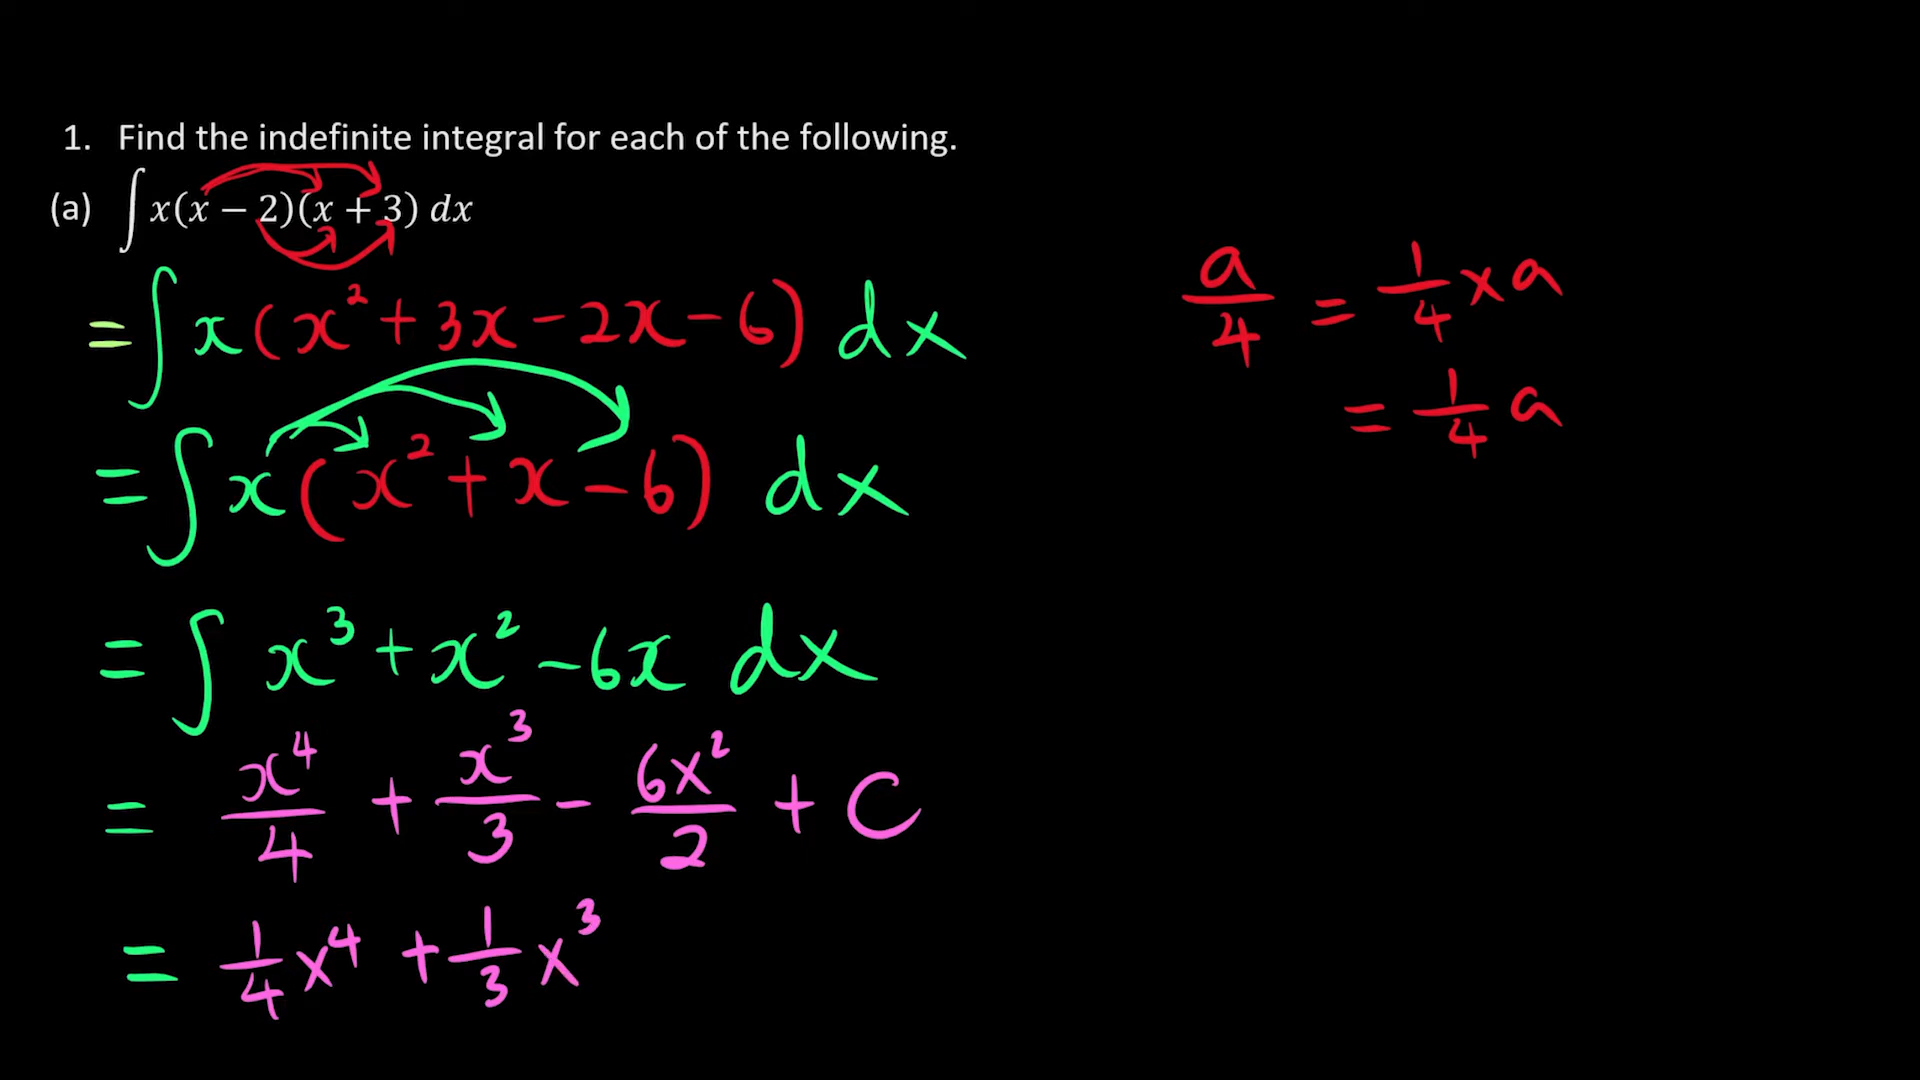 1. Find the indefinite integral for each of the following.
(a) ∫ x(x − 2)(x + 3) dx
= ∫ x(x² + 3x − 2x − 6) dx
= ∫ x(x² + x − 6) dx
= ∫ x³ + x² − 6x dx
= x⁴/4 + x³/3 − 6x²/2 + C
= 1/4 x⁴ + 1/3 x³
a/4 = 1/4 × a
= 1/4 a